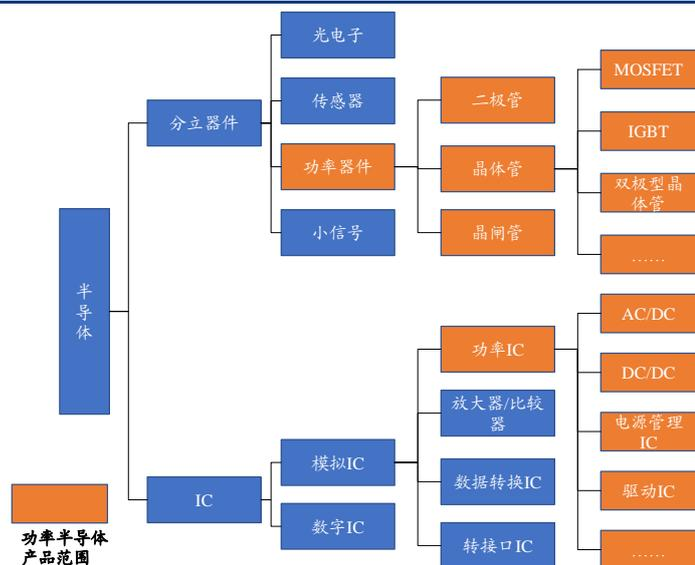 光电子
传感器
分立器件
功率器件
小信号
二极管
晶体管
晶闸管
MOSFET
IGBT
双极型晶
体管
……
半
导
体
IC
模拟IC
数字IC
功率IC
放大器/比较
器
数据转换IC
转接口IC
AC/DC
DC/DC
电源管理
IC
驱动IC
……
功率半导体
产品范围